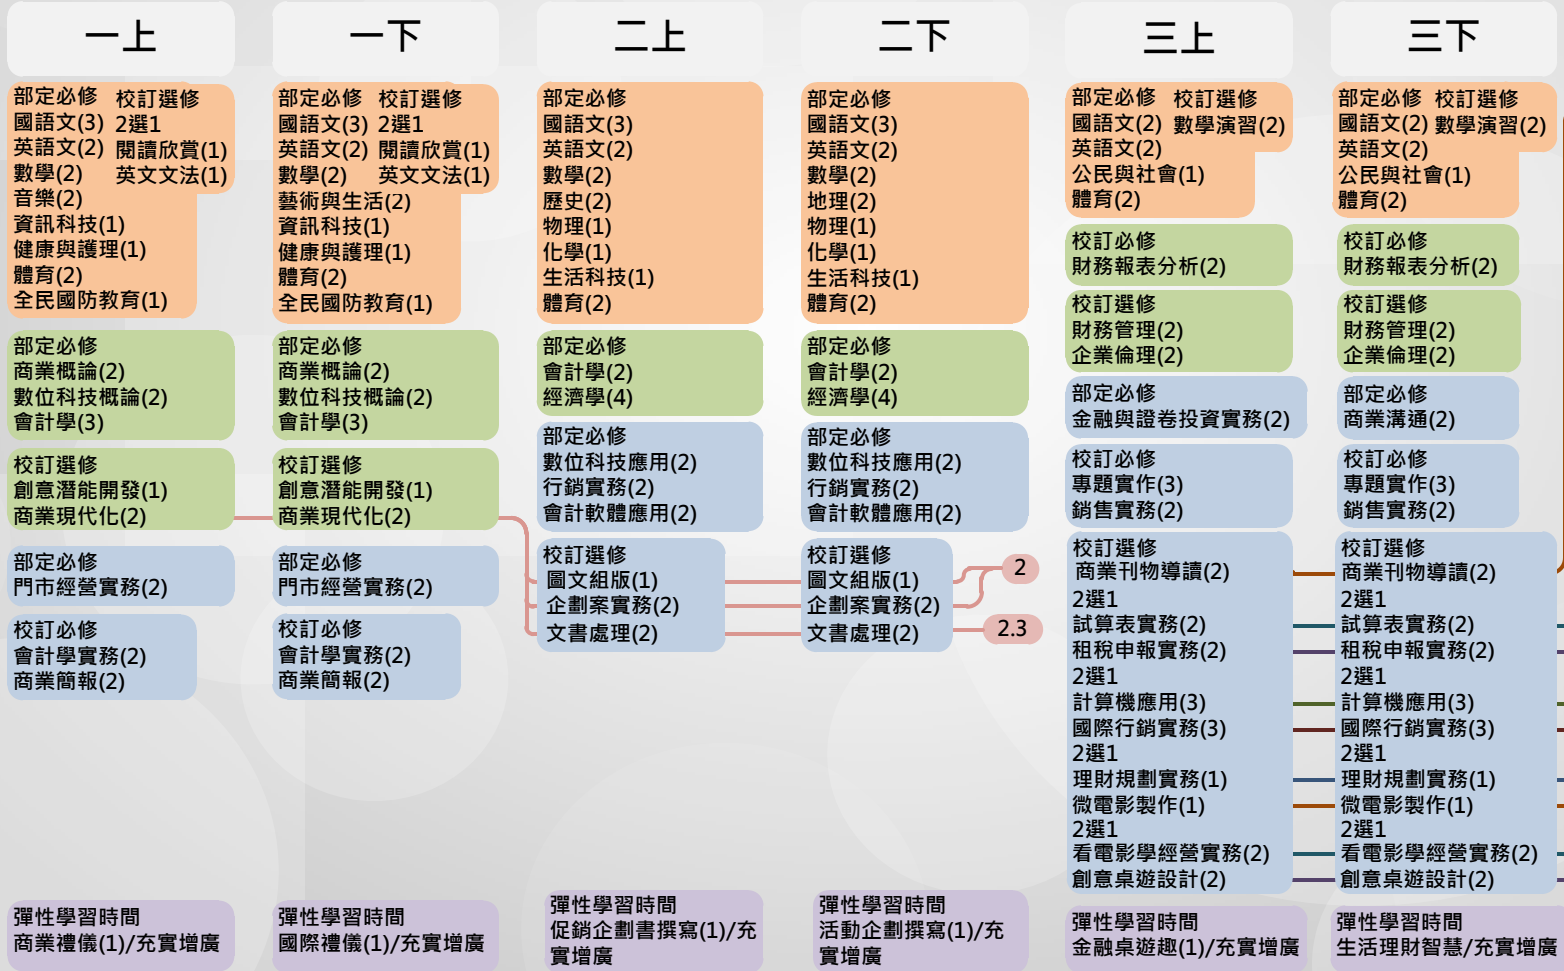 一上
部定必修 校訂選修
國語文(3) 2選1
英語文(2) 閱讀欣賞(1)
數學(2) 英文文法(1)
音樂(2)
資訊科技(1)
健康與護理(1)
體育(2)
全民國防教育(1)
部定必修
商業概論(2)
數位科技概論(2)
會計學(3)
校訂選修
創意潛能開發(1)
商業現代化(2)
部定必修
門市經營實務(2)
校訂必修
會計學實務(2)
商業簡報(2)
彈性學習時間
商業禮儀(1)/充實增廣
一下
部定必修 校訂選修
國語文(3) 2選1
英語文(2) 閱讀欣賞(1)
數學(2) 英文文法(1)
藝術與生活(2)
資訊科技(1)
健康與護理(1)
體育(2)
全民國防教育(1)
部定必修
商業概論(2)
數位科技概論(2)
會計學(3)
校訂選修
創意潛能開發(1)
商業現代化(2)
部定必修
門市經營實務(2)
校訂必修
會計學實務(2)
商業簡報(2)
彈性學習時間
國際禮儀(1)/充實增廣
二上
部定必修
國語文(3)
英語文(2)
數學(2)
歷史(2)
物理(1)
化學(1)
生活科技(1)
體育(2)
部定必修
會計學(2)
經濟學(4)
部定必修
數位科技應用(2)
行銷實務(2)
會計軟體應用(2)
校訂選修
圖文組版(1)
企劃案實務(2)
文書處理(2)
彈性學習時間
促銷企劃書撰寫(1)/充
實增廣
二下
部定必修
國語文(3)
英語文(2)
數學(2)
地理(2)
物理(1)
化學(1)
生活科技(1)
體育(2)
部定必修
會計學(2)
經濟學(4)
部定必修
數位科技應用(2)
行銷實務(2)
會計軟體應用(2)
校訂選修
圖文組版(1)
企劃案實務(2)
文書處理(2)
2
2.3
彈性學習時間
活動企劃撰寫(1)/充
實增廣
三上
部定必修 校訂選修
國語文(2) 數學演習(2)
英語文(2)
公民與社會(1)
體育(2)
校訂必修
財務報表分析(2)
校訂選修
財務管理(2)
企業倫理(2)
部定必修
金融與證卷投資實務(2)
校訂必修
專題實作(3)
銷售實務(2)
校訂選修
商業刊物導讀(2)
2選1
試算表實務(2)
租稅申報實務(2)
2選1
計算機應用(3)
國際行銷實務(3)
2選1
理財規劃實務(1)
微電影製作(1)
2選1
看電影學經營實務(2)
創意桌遊設計(2)
彈性學習時間
金融桌遊趣(1)/充實增廣
三下
部定必修 校訂選修
國語文(2) 數學演習(2)
英語文(2)
公民與社會(1)
體育(2)
校訂必修
財務報表分析(2)
校訂選修
財務管理(2)
企業倫理(2)
部定必修
商業溝通(2)
校訂必修
專題實作(3)
銷售實務(2)
校訂選修
商業刊物導讀(2)
2選1
試算表實務(2)
租稅申報實務(2)
2選1
計算機應用(3)
國際行銷實務(3)
2選1
理財規劃實務(1)
微電影製作(1)
2選1
看電影學經營實務(2)
創意桌遊設計(2)
彈性學習時間
生活理財智慧/充實增廣